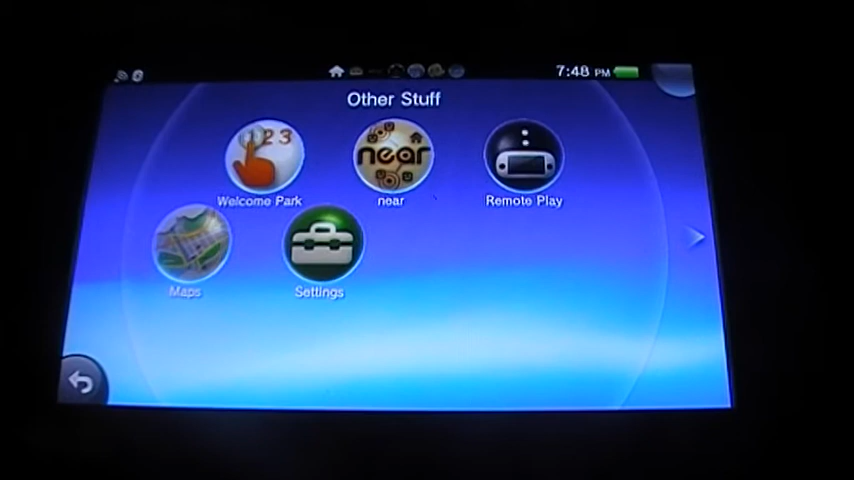 7:48 PM
Other Stuff
123
near
Welcome Park
near
Remote Play
Maps
Settings